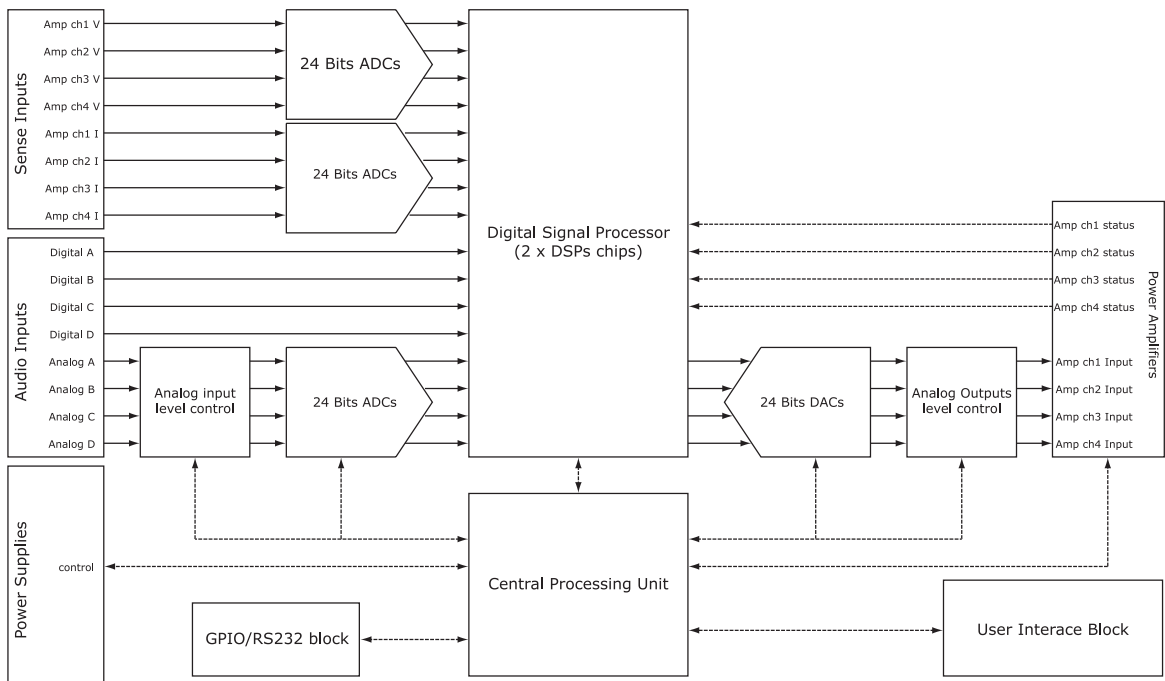 Sense Inputs
Amp ch1 V
Amp ch2 V
Amp ch3 V
Amp ch4 V
Amp ch1 I
Amp ch2 I
Amp ch3 I
Amp ch4 I
24 Bits ADCs
24 Bits ADCs
Audio Inputs
Digital A
Digital B
Digital C
Digital D
Analog A
Analog B
Analog C
Analog D
Analog input
level control
24 Bits ADCs
Digital Signal Processor
(2 x DSPs chips)
24 Bits DACs
Analog Outputs
level control
Amp ch1 status
Amp ch2 status
Amp ch3 status
Amp ch4 status
Amp ch1 Input
Amp ch2 Input
Amp ch3 Input
Amp ch4 Input
Power Amplifiers
Power Supplies
control
GPIO/RS232 block
Central Processing Unit
User Interace Block